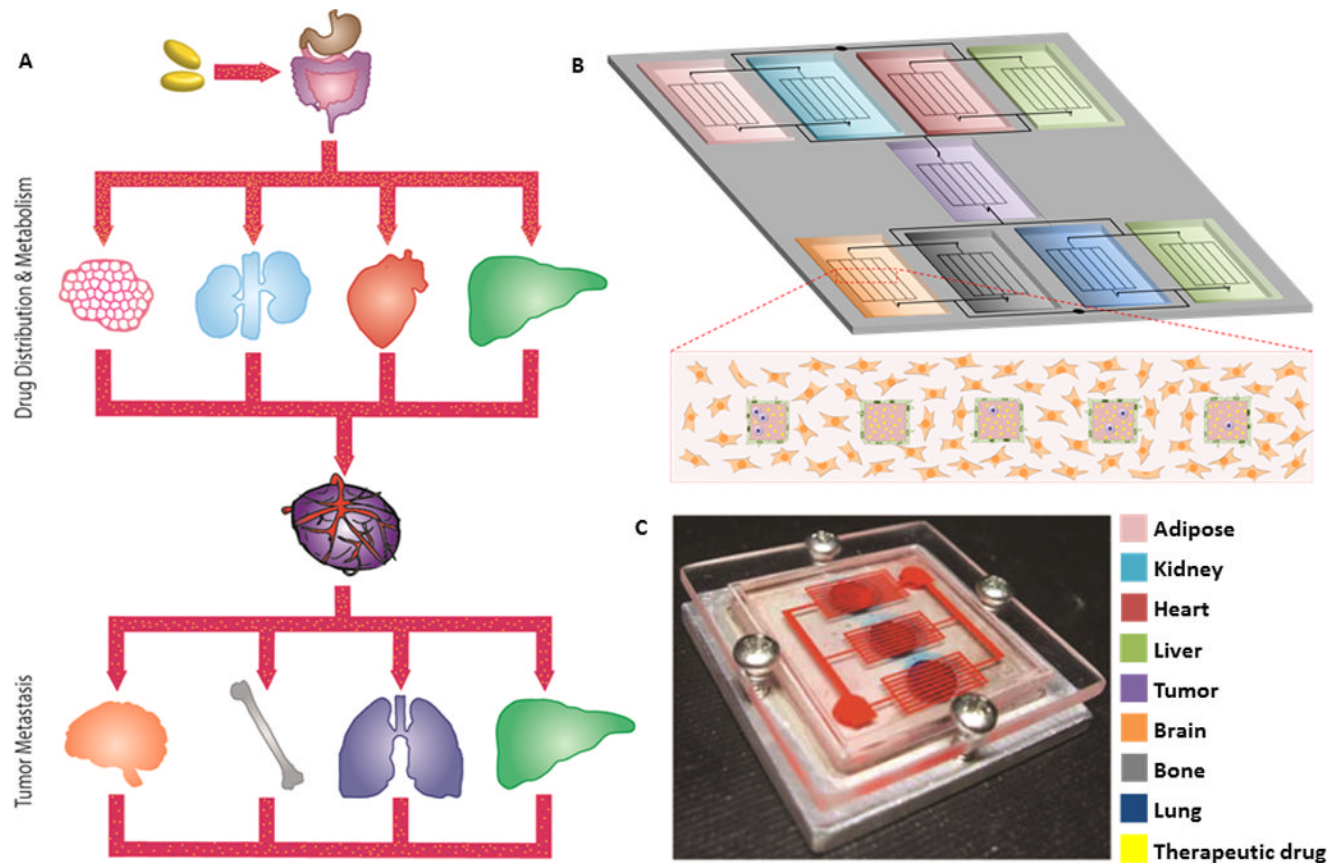 A
Drug Distribution & Metabolism
Tumor Metastasis
B
C
Adipose
Kidney
Heart
Liver
Tumor
Brain
Bone
Lung
Therapeutic drug